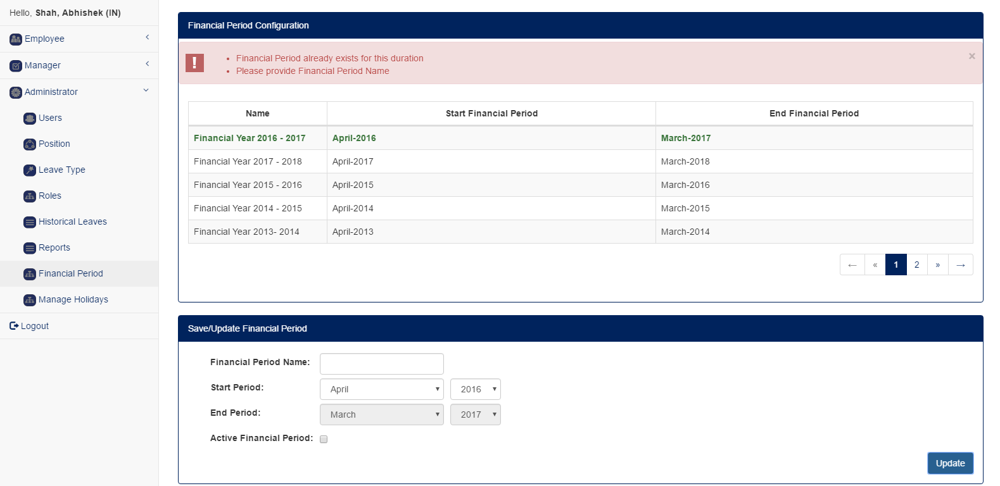 Hello, Shah, Abhishek (IN)
Employee
Manager
Administrator
Users
Position
Leave Type
Roles
Historical Leaves
Reports
Financial Period
Manage Holidays
Logout
Financial Period Configuration
!
• Financial Period already exists for this duration
• Please provide Financial Period Name
×
Name Start Financial Period End Financial Period
Financial Year 2016 - 2017 April-2016 March-2017
Financial Year 2017 - 2018 April-2017 March-2018
Financial Year 2015 - 2016 April-2015 March-2016
Financial Year 2014 - 2015 April-2014 March-2015
Financial Year 2013- 2014 April-2013 March-2014
← « 1 2 » →
Save/Update Financial Period
Financial Period Name:
Start Period: April 2016
End Period: March 2017
Active Financial Period:
Update